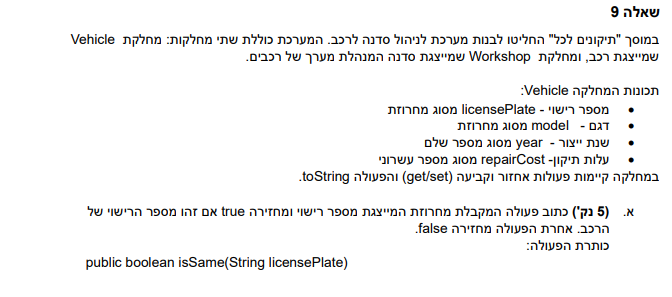 שאלה 9
במוסך "תיקונים לכל" החליטו לבנות מערכת לניהול סדנה לרכב. המערכת כוללת שתי מחלקות: מחלקת Vehicle
שמייצגת רכב, ומחלקת Workshop שמייצגת סדנה המנהלת מערך של רכבים.
תכונות המחלקה Vehicle:
• מספר רישוי - licensePlate מסוג מחרוזת
• דגם - model מסוג מחרוזת
• שנת ייצור - year מסוג מספר שלם
• עלות תיקון- repairCost מסוג מספר עשרוני
במחלקה קיימות פעולות אחזור וקביעה (get/set) והפעולה toString.
א. (5 נק') כתוב פעולה המקבלת מחרוזת המייצגת מספר רישוי ומחזירה true אם זהו מספר הרישוי של
הרכב. אחרת הפעולה מחזירה false.
כותרת הפעולה:
public boolean isSame(String licensePlate)